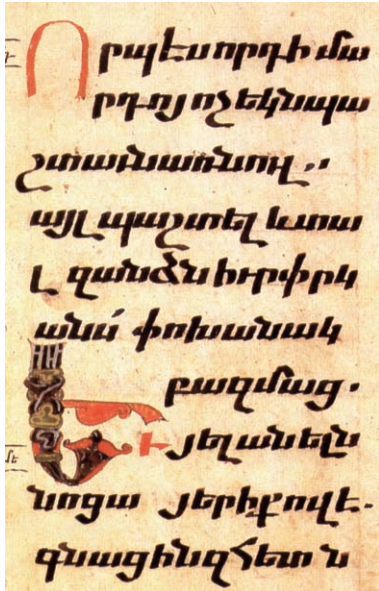 Որպէս որդի մա
րդոյ ոչ եկն պա
շտաւն առնուլ ..
այլ պաշտել և տա
լ զանձն իւր փրկ
անս փոխանակ
բազմաց.
Եւ յելանելն
նոցա յերիքովէ.
գնացին զհետ ն